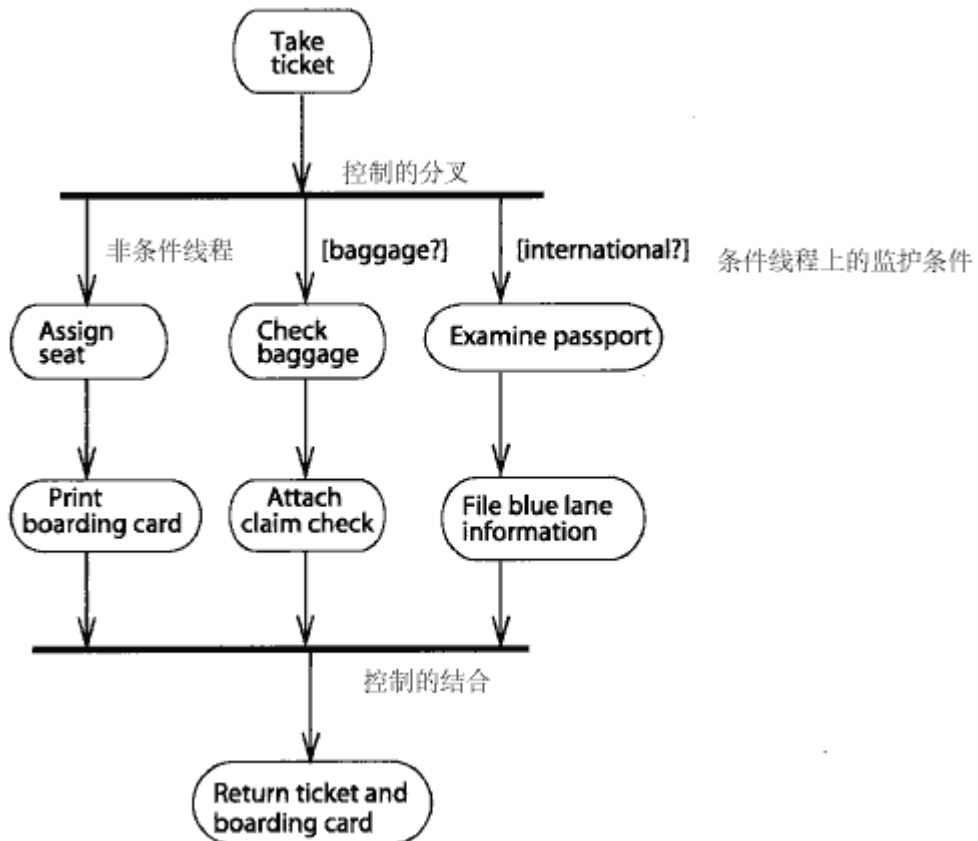 Take
ticket
控制的分叉
非条件线程
[baggage?]
[international?]
条件线程上的监护条件
Assign
seat
Check
baggage
Examine passport
Print
boarding card
Attach
claim check
File blue lane
information
控制的结合
Return ticket and
boarding card